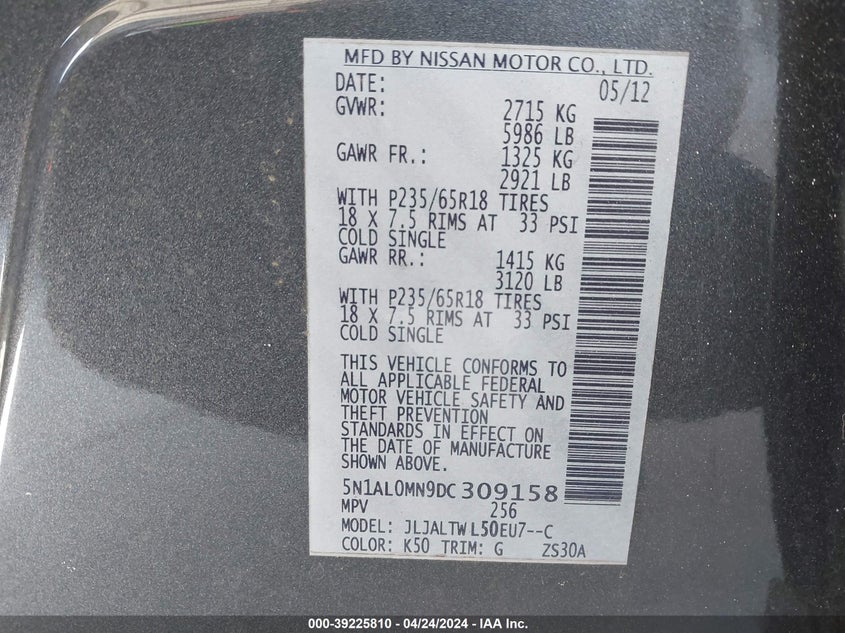 MFD BY NISSAN MOTOR CO., LTD.
DATE: 05/12
GVWR: 2715 KG
5986 LB
GAWR FR.: 1325 KG
2921 LB
WITH P235/65R18 TIRES
18 X 7.5 RIMS AT 33 PSI
COLD SINGLE
GAWR RR.: 1415 KG
3120 LB
WITH P235/65R18 TIRES
18 X 7.5 RIMS AT 33 PSI
COLD SINGLE
THIS VEHICLE CONFORMS TO
ALL APPLICABLE FEDERAL
MOTOR VEHICLE SAFETY AND
THEFT PREVENTION
STANDARDS IN EFFECT ON
THE DATE OF MANUFACTURE
SHOWN ABOVE.
5N1AL0MN9DC 309158
MPV 256
MODEL: JLJALTWL50EU7--C
COLOR: K50 TRIM: G ZS30A
000-39225810 - 04/24/2024 - IAA Inc.